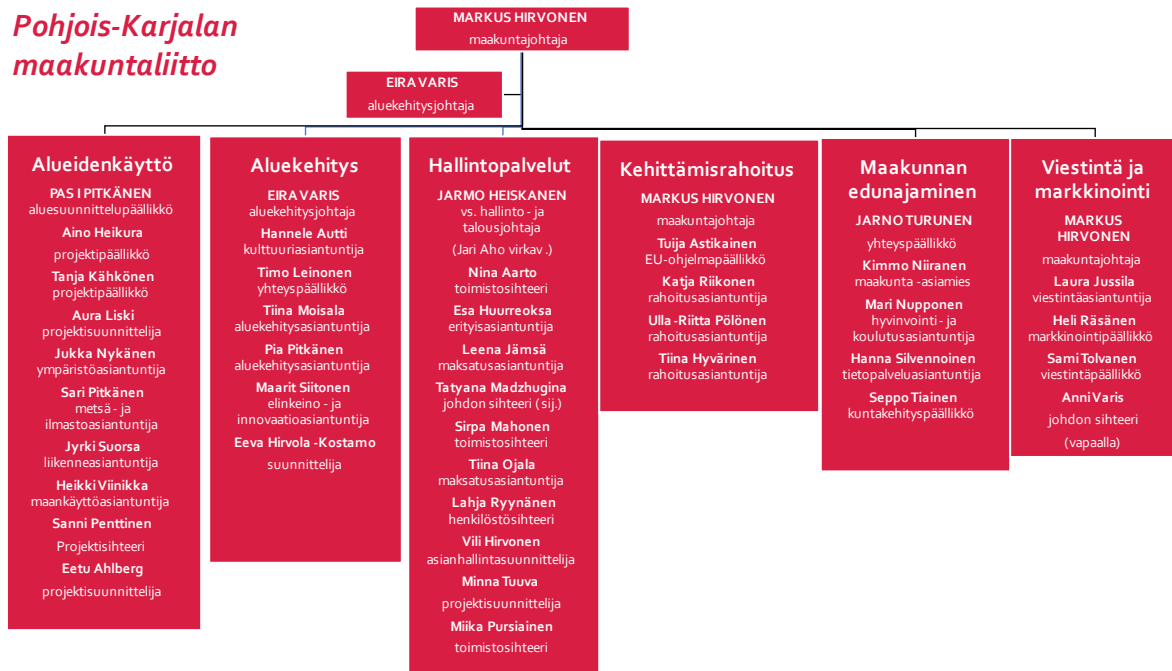 Pohjois-Karjalan
maakuntaliitto
MARKUS HIRVONEN
maakuntajohtaja
EIRA VARIS
aluekehitysjohtaja
Alueidenkäyttö
PAS I PITKÄNEN
aluesuunnittelupäällikkö
Aino Heikura
projektipäällikkö
Tanja Kähkönen
projektipäällikkö
Aura Liski
projektisuunnittelija
Jukka Nykänen
ympäristöasiantuntija
Sari Pitkänen
metsä - ja
ilmastoasiantuntija
Jyrki Suorsa
liikenneasiantuntija
Heikki Viinikka
maankäyttöasiantuntija
Sanni Penttinen
Projektisihteeri
Eetu Ahlberg
projektisuunnittelija
Aluekehitys
EIRA VARIS
aluekehitysjohtaja
Hannele Autti
kulttuuriasiantuntija
Timo Leinonen
yhteyspäällikkö
Tiina Moisala
aluekehitysasiantuntija
Pia Pitkänen
aluekehitysasiantuntija
Maarit Siitonen
elinkeino - ja
innovaatioasiantuntija
Eeva Hirvola -Kostamo
suunnittelija
Hallintopalvelut
JARMO HEISKANEN
vs. hallinto - ja
talousjohtaja
(Jari Aho virkav .)
Nina Aarto
toimistosihteeri
Esa Huurreoksa
erityisasiantuntija
Leena Jämsä
maksatusasiantuntija
Tatyana Madzhugina
johdon sihteeri (sij.)
Sirpa Mahonen
toimistosihteeri
Tiina Ojala
maksatusasiantuntija
Lahja Ryynänen
henkilöstösihteeri
Vili Hirvonen
asianhallintasuunnittelija
Minna Tuuva
projektisuunnittelija
Miika Pursiainen
toimistosihteeri
Kehittämisrahoitus
MARKUS HIRVONEN
maakuntajohtaja
Tuija Astikainen
EU-ohjelmapäällikkö
Katja Riikonen
rahoitusasiantuntija
Ulla -Riitta Pölönen
rahoitusasiantuntija
Tiina Hyvärinen
rahoitusasiantuntija
Maakunnan
edunajaminen
JARNO TURUNEN
yhteyspäällikkö
Kimmo Niiranen
maakunta -asiamies
Mari Nupponen
hyvinvointi - ja
koulutusasiantuntija
Hanna Silvennoinen
tietopalveluasiantuntija
Seppo Tiainen
kuntakehityspäällikkö
Viestintä ja
markkinointi
MARKUS
HIRVONEN
maakuntajohtaja
Laura Jussila
viestintäasiantuntija
Heli Räsänen
markkinointipäällikkö
Sami Tolvanen
viestintäpäällikkö
Anni Varis
johdon sihteeri
(vapaalla)